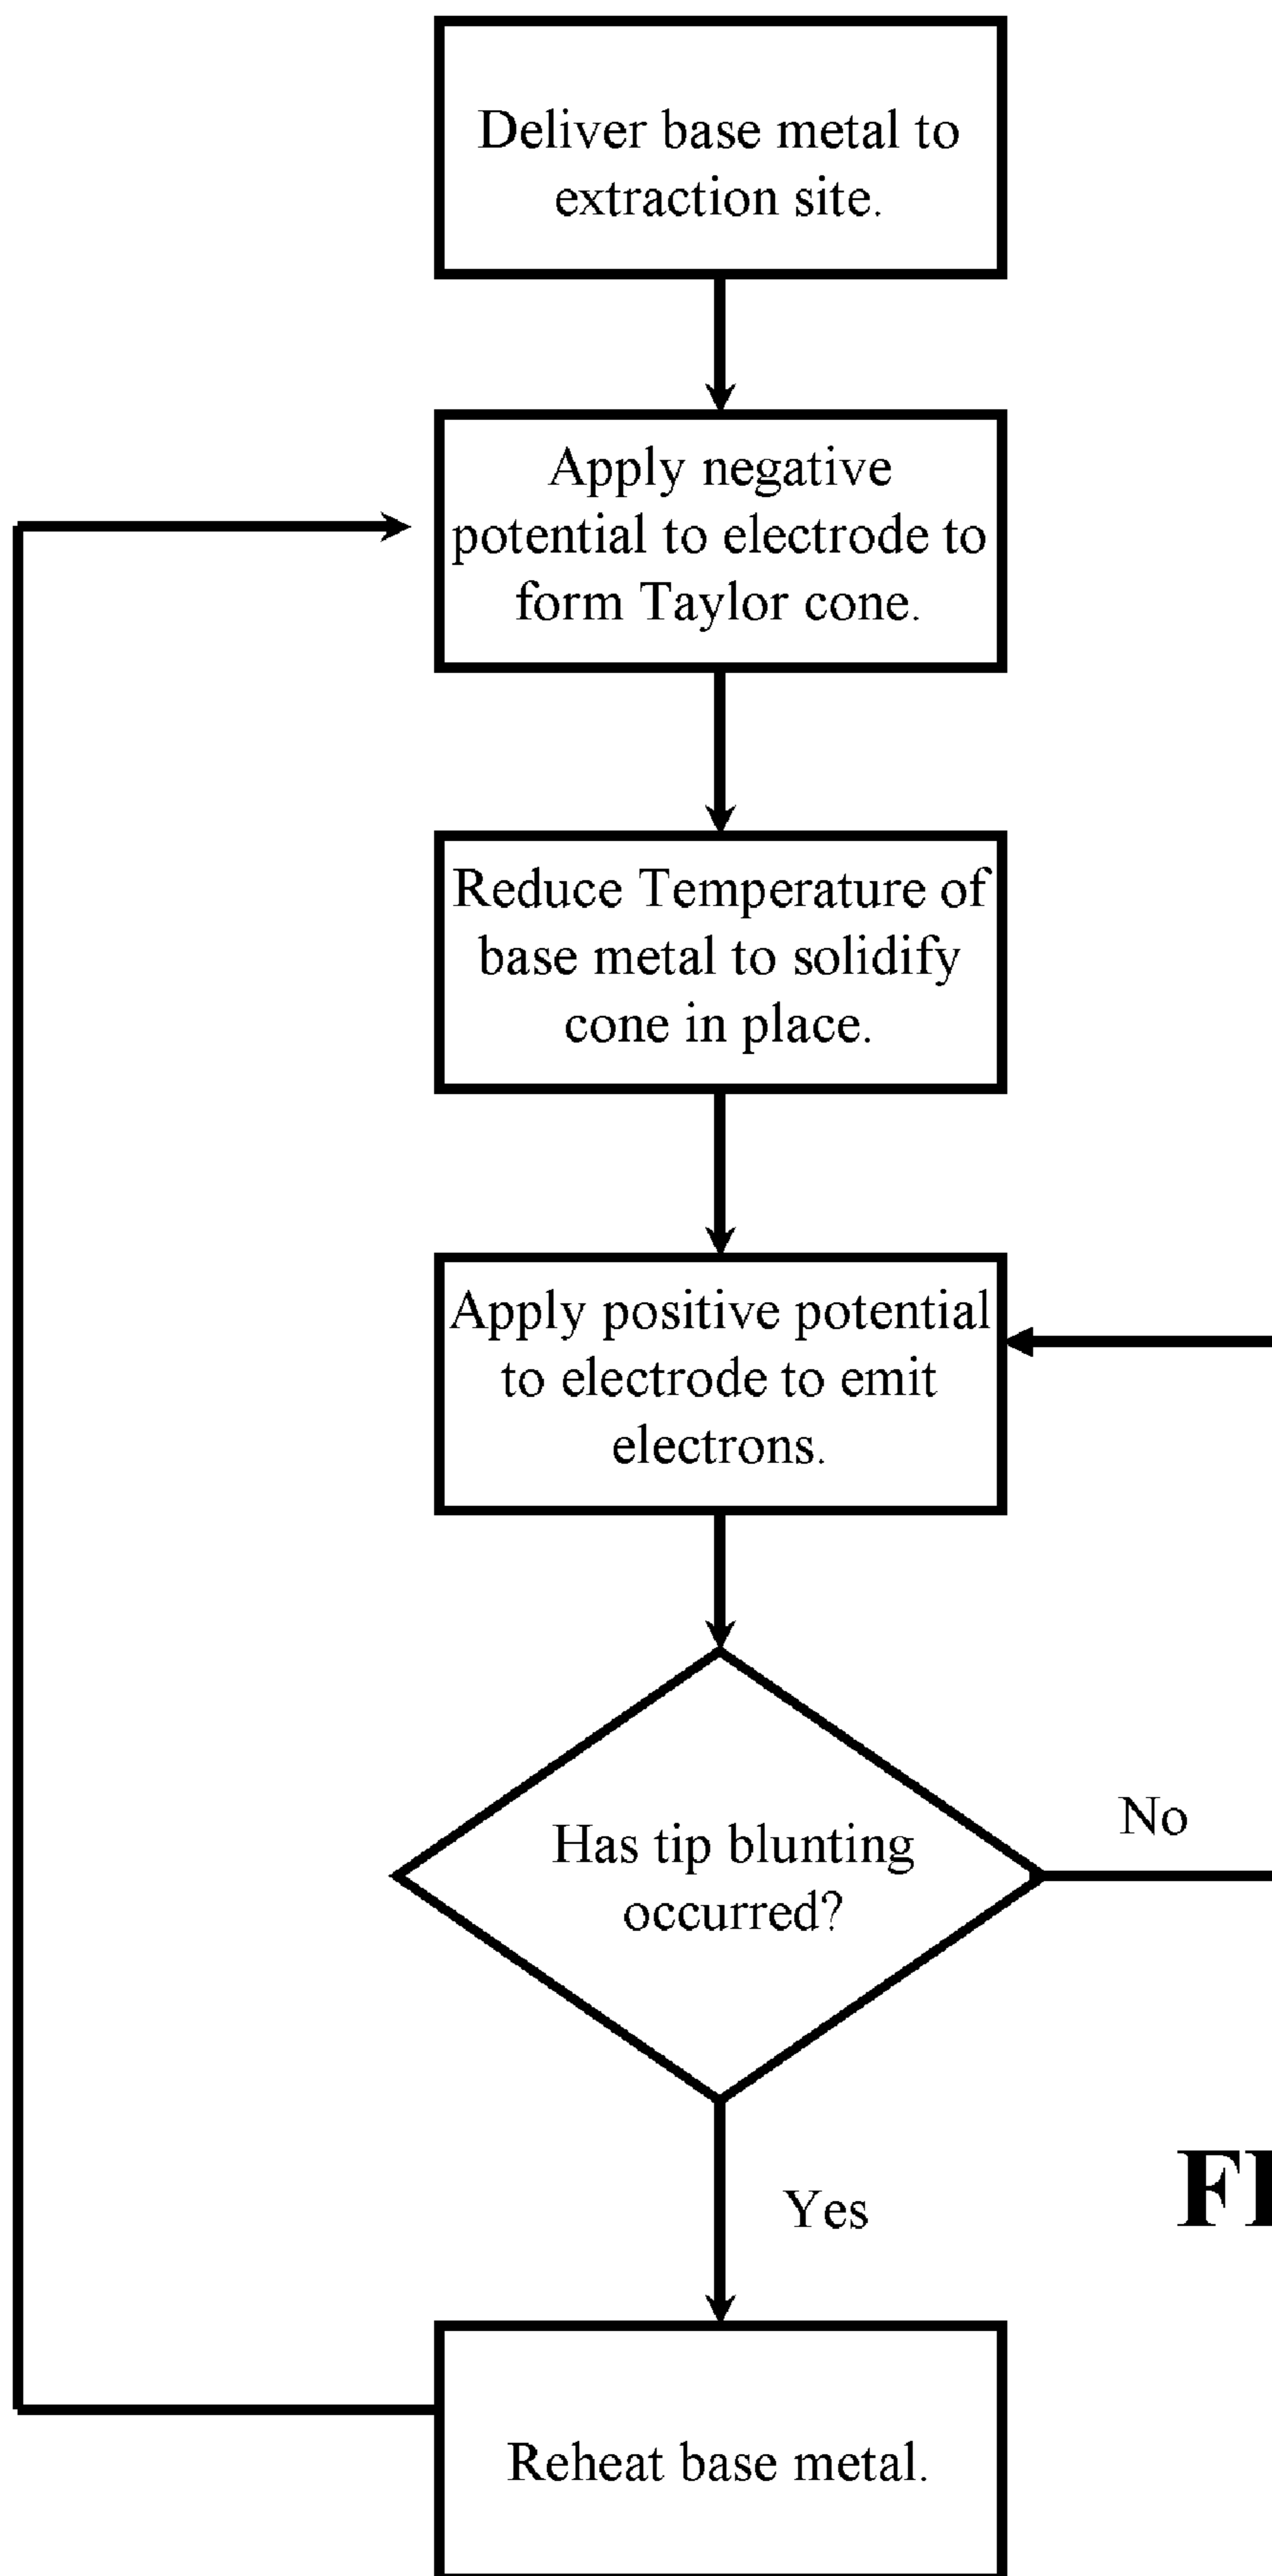 Deliver base metal to
extraction site.
Apply negative
potential to electrode to
form Taylor cone.
Reduce Temperature of
base metal to solidify
cone in place.
Apply positive potential
to electrode to emit
electrons.
Has tip blunting
occurred?
No
Yes
Reheat base metal.